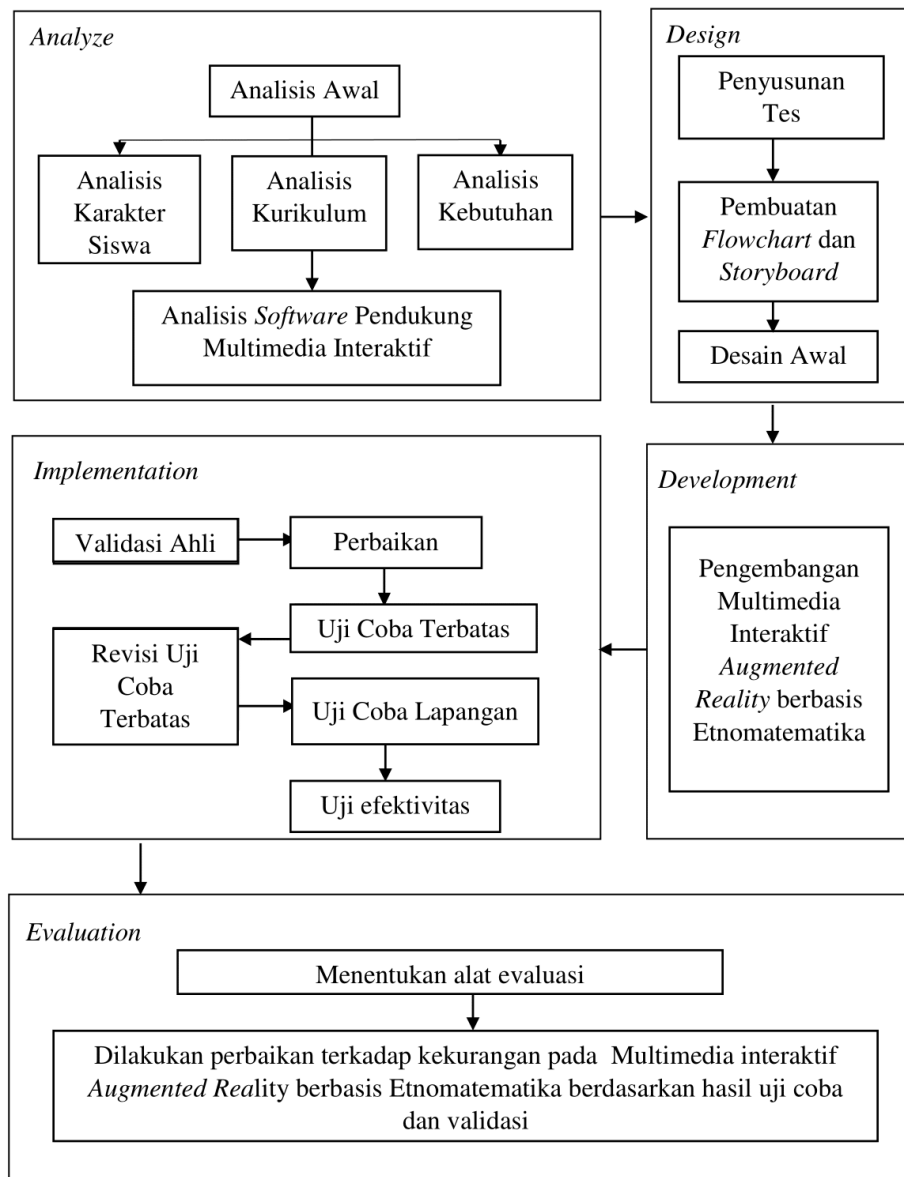 Analyze
Analisis Awal
Analisis
Karakter
Siswa
Analisis
Kurikulum
Analisis
Kebutuhan
Analisis Software Pendukung
Multimedia Interaktif
Design
Penyusunan
Tes
Pembuatan
Flowchart dan
Storyboard
Desain Awal
Development
Pengembangan
Multimedia
Interaktif
Augmented
Reality berbasis
Etnomatematika
Implementation
Validasi Ahli
Perbaikan
Uji Coba Terbatas
Revisi Uji
Coba
Terbatas
Uji Coba Lapangan
Uji efektivitas
Evaluation
Menentukan alat evaluasi
Dilakukan perbaikan terkadap kekurangan pada  Multimedia interaktif
Augmented Reality berbasis Etnomatematika berdasarkan hasil uji coba
dan validasi